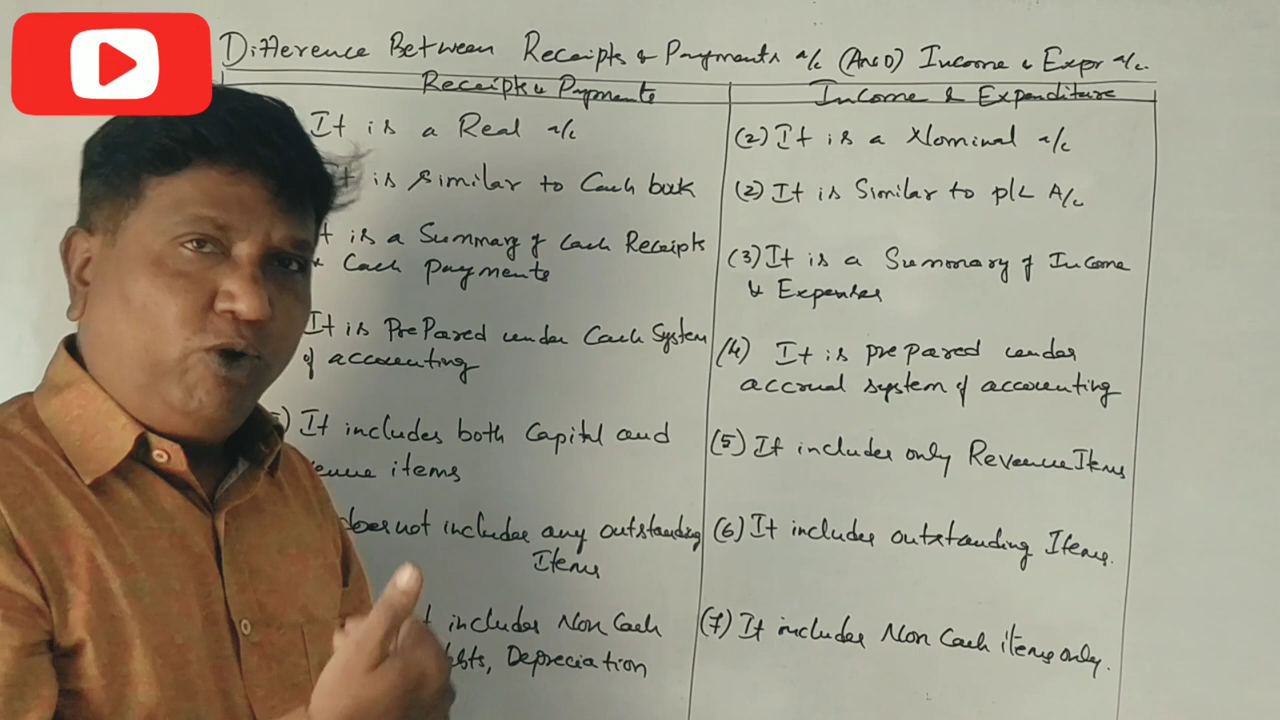 Difference Between Receipts & Payments a/c (AND) Income & Expr a/c.
Receipts & Payments
Income & Expenditure
It is a Real a/c
It is similar to Cash book
It is a Summary of Cash Receipts
& Cash payments
It is PrePared under Cash System
of accounting
5) It includes both Capital and
items
does not includes any outstanding
Items
includes Non Cash
Depreciation
(2) It is a Nominal a/c
(2) It is Similar to P/L A/c
(3) It is a Summary of Income
& Expenses
(4) It is prepared under
accrual system of accounting
(5) It includes only Revenue Items
(6) It includes outstanding Items.
(7) It includes Non Cash items only.